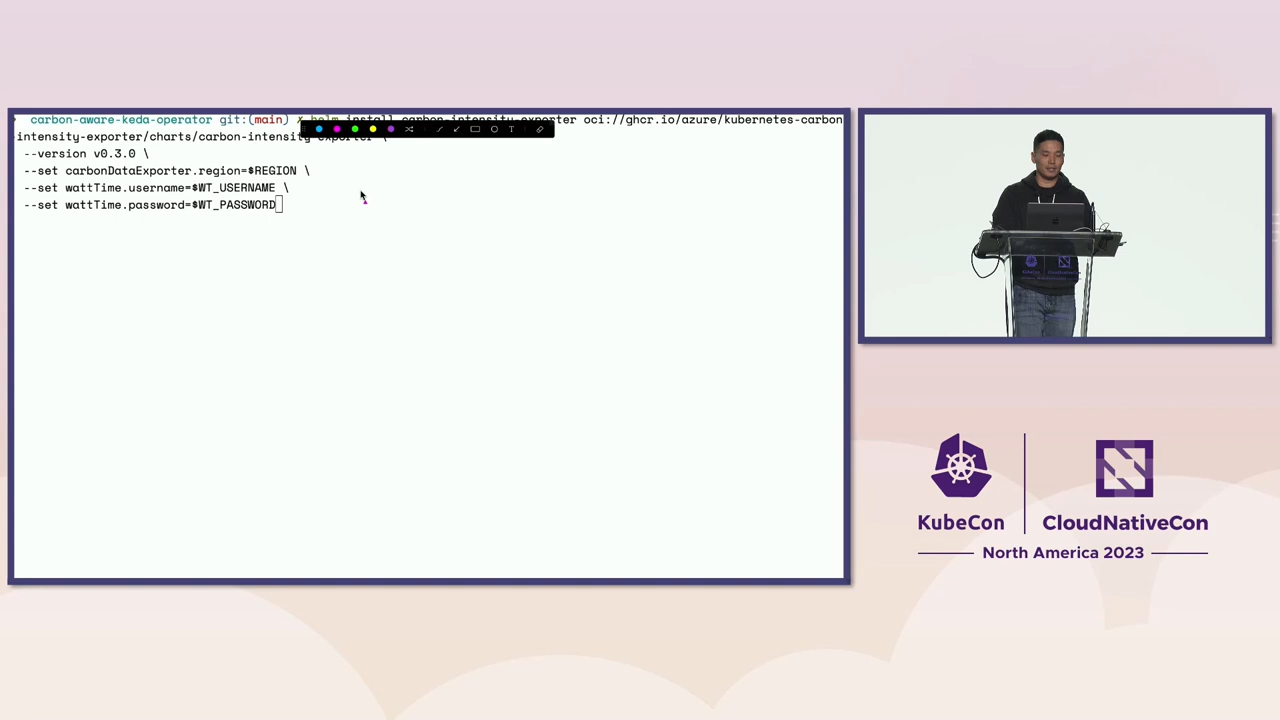 carbon-aware-keda-operator git:(main) ✗ helm install carbon-intensity-exporter oci://ghcr.io/azure/kubernetes-carbon
intensity-exporter/charts/carbon-intensity-exporter \
--version v0.3.0 \
--set carbonDataExporter.region=$REGION \
--set wattTime.username=$WT_USERNAME \
--set wattTime.password=$WT_PASSWORD
T
KubeCon
CloudNativeCon
North America 2023